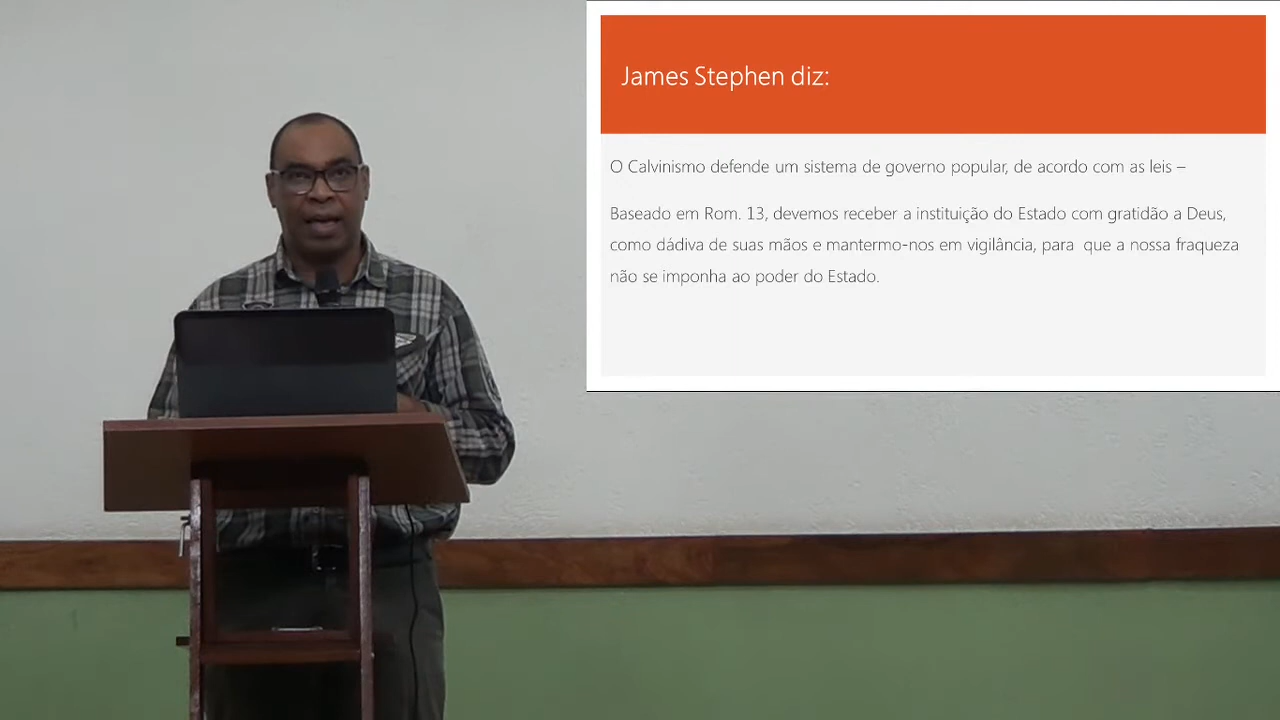 James Stephen diz:
O Calvinismo defende um sistema de governo popular, de acordo com as leis –
Baseado em Rom. 13, devemos receber a instituição do Estado com gratidão a Deus,
como dádiva de suas mãos e mantermo-nos em vigilância, para  que a nossa fraqueza
não se imponha ao poder do Estado.